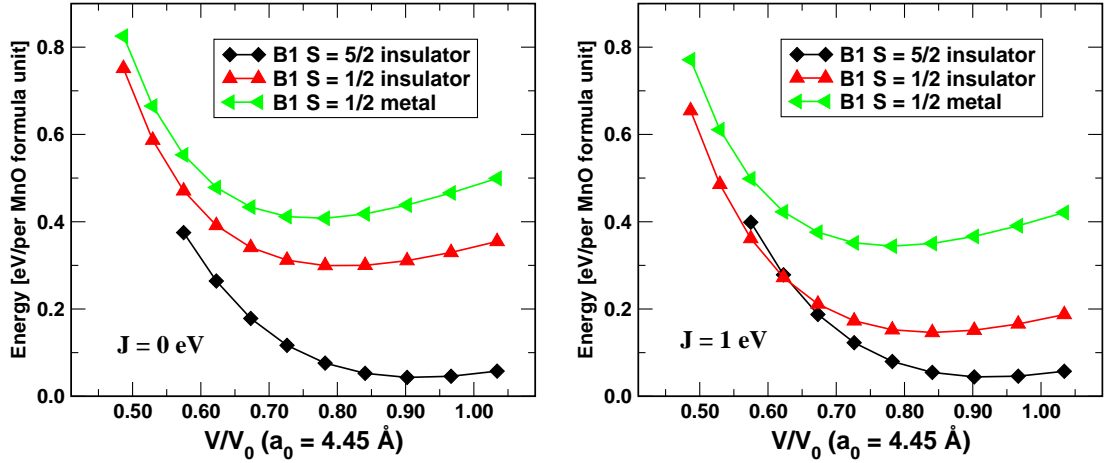 0.8
0.6
0.4
0.2
0.0
Energy [eV/per MnO formula unit]
B1 S = 5/2 insulator
B1 S = 1/2 insulator
B1 S = 1/2 metal
J = 0 eV
0.50 0.60 0.70 0.80 0.90 1.00
V/V0 (a0 = 4.45 Å)
0.8
0.6
0.4
0.2
0.0
Energy [eV/per MnO formula unit]
B1 S = 5/2 insulator
B1 S = 1/2 insulator
B1 S = 1/2 metal
J = 1 eV
0.50 0.60 0.70 0.80 0.90 1.00
V/V0 (a0 = 4.45 Å)